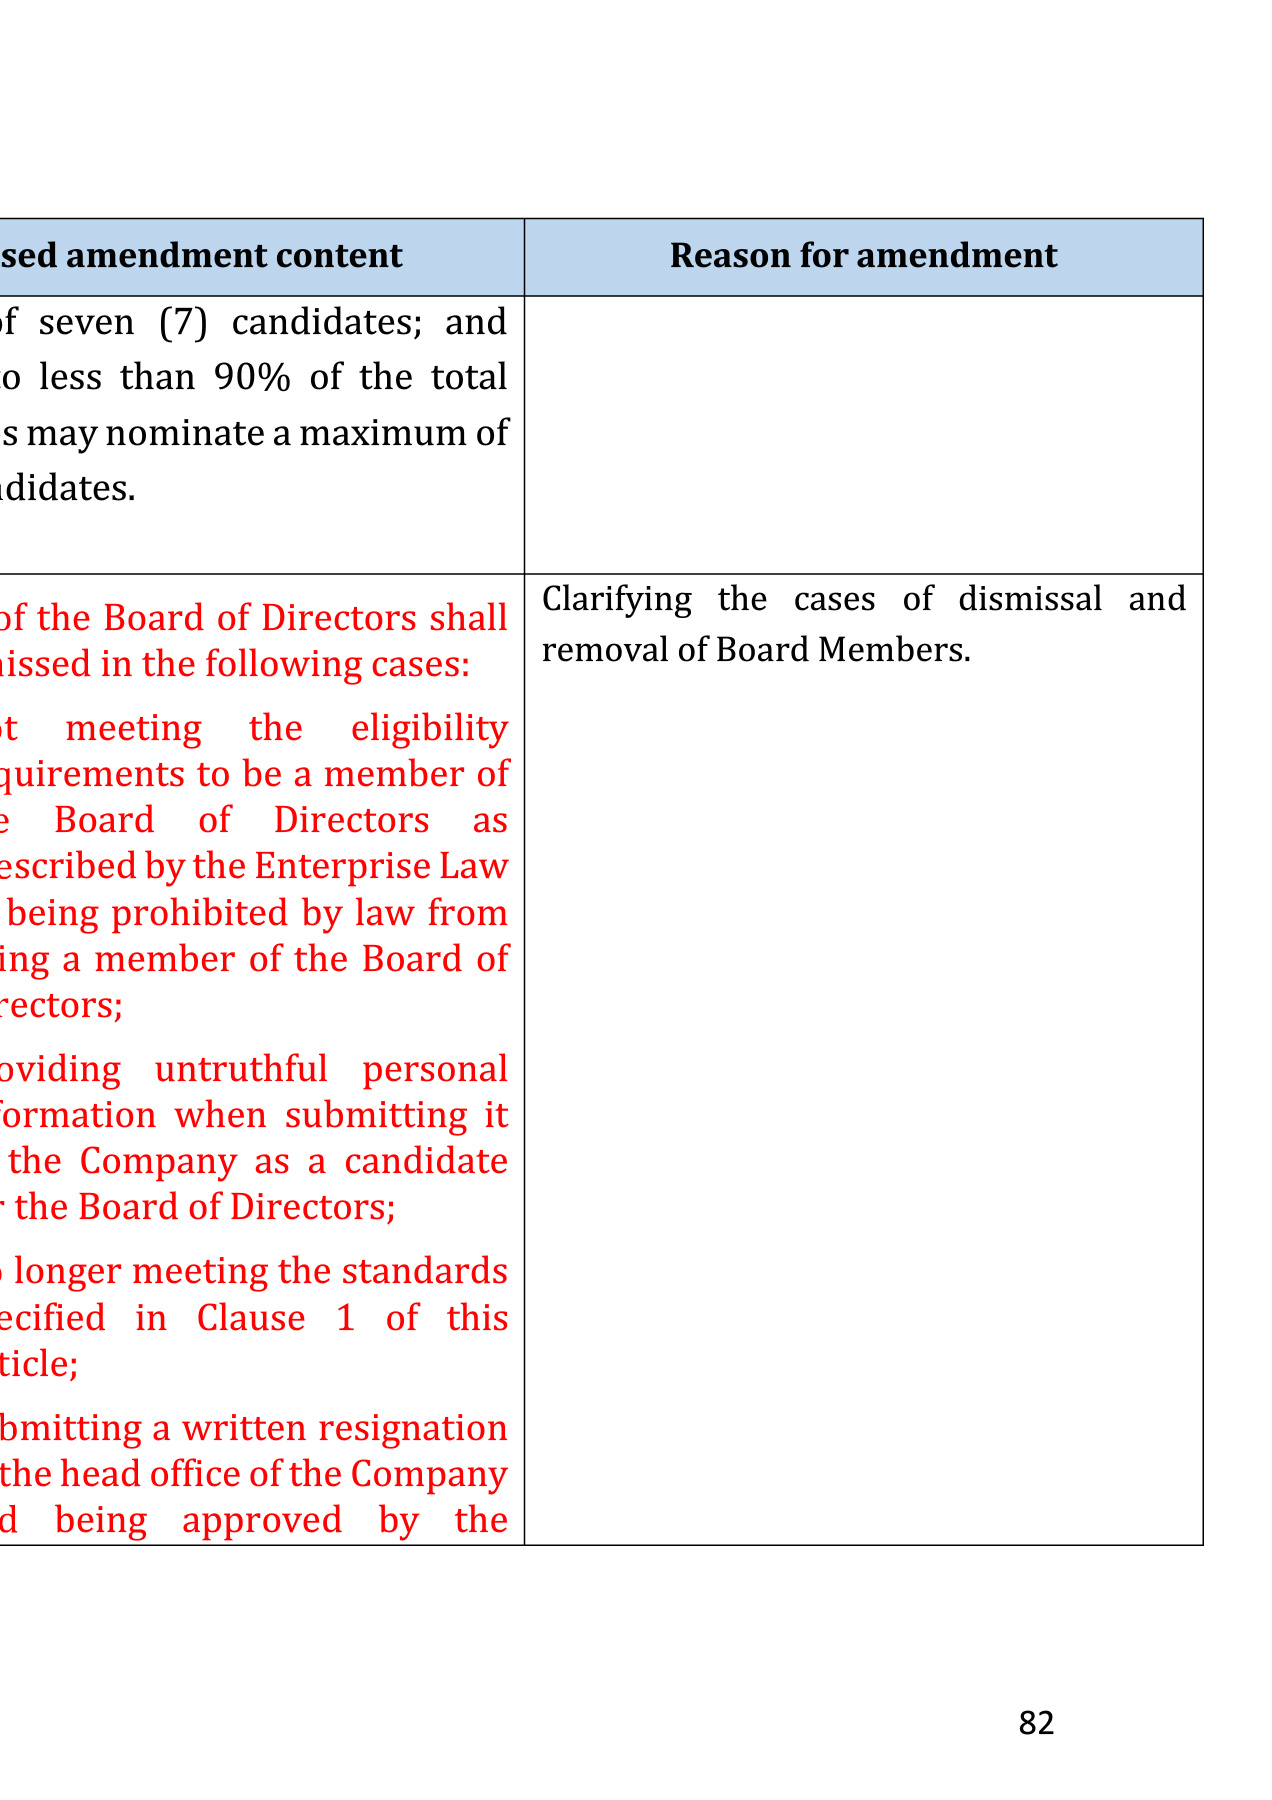 sed amendment content
Reason for amendment
of seven (7) candidates; and
to less than 90% of the total
s may nominate a maximum of
didates.
of the Board of Directors shall
issed in the following cases:
t meeting the eligibility
quirements to be a member of
e Board of Directors as
escribed by the Enterprise Law
being prohibited by law from
ing a member of the Board of
rectors;
oviding untruthful personal
formation when submitting it
the Company as a candidate
r the Board of Directors;
longer meeting the standards
ecified in Clause 1 of this
ticle;
bmitting a written resignation
the head office of the Company
d being approved by the
Clarifying the cases of dismissal and
removal of Board Members.
82